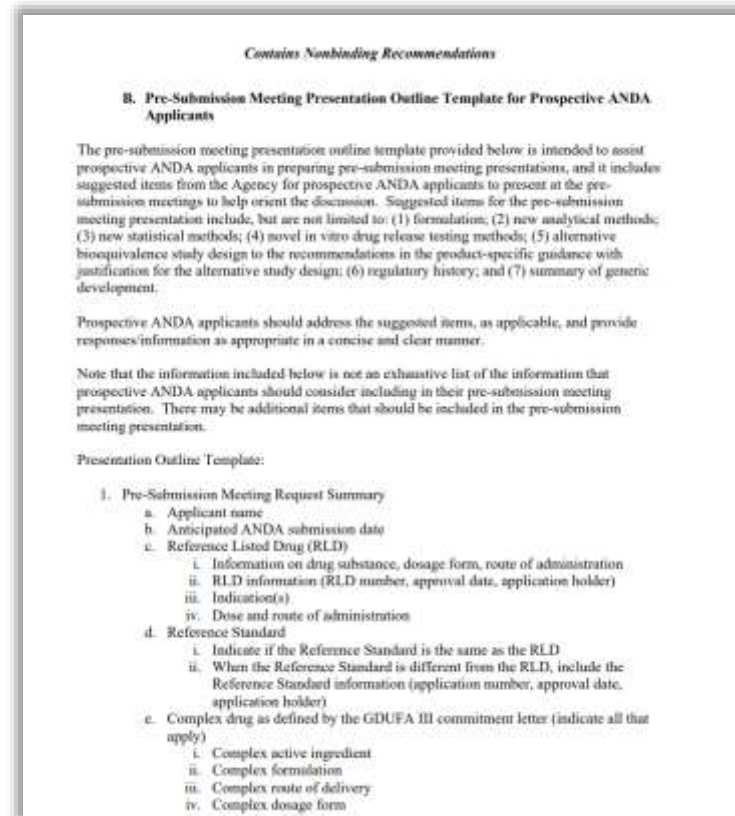 Contains Nonbinding Recommendations
B. Pre-Submission Meeting Presentation Outline Template for Prospective ANDA
Applicants
The pre-submission meeting presentation outline template provided below is intended to assist
prospective ANDA applicants in preparing pre-submission meeting presentations, and it includes
suggested items from the Agency for prospective ANDA applicants to present at the pre-
submission meetings to help orient the discussion. Suggested items for the pre-submission
meeting presentation include, but are not limited to: (1) formulation; (2) new analytical methods;
(3) new statistical methods; (4) novel in vitro drug release testing methods; (5) alternative
bioequivalence study design to the recommendations in the product-specific guidance with
justification for the alternative study design; (6) regulatory history; and (7) summary of generic
development.
Prospective ANDA applicants should address the suggested items, as applicable, and provide
responses/information as appropriate in a concise and clear manner.
Note that the information included below is not an exhaustive list of the information that
prospective ANDA applicants should consider including in their pre-submission meeting
presentation. There may be additional items that should be included in the pre-submission
meeting presentation.
Presentation Outline Template:
1. Pre-Submission Meeting Request Summary
a. Applicant name
b. Anticipated ANDA submission date
c. Reference Listed Drug (RLD)
i. Information on drug substance, dosage form, route of administration
ii. RLD information (RLD number, approval date, application holder)
iii. Indication(s)
iv. Dose and route of administration
d. Reference Standard
i. Indicate if the Reference Standard is the same as the RLD
ii. When the Reference Standard is different from the RLD, include the
Reference Standard information (application number, approval date,
application holder)
e. Complex drug as defined by the GDUFA III commitment letter (indicate all that
apply)
i. Complex active ingredient
ii. Complex formulation
iii. Complex route of delivery
iv. Complex dosage form